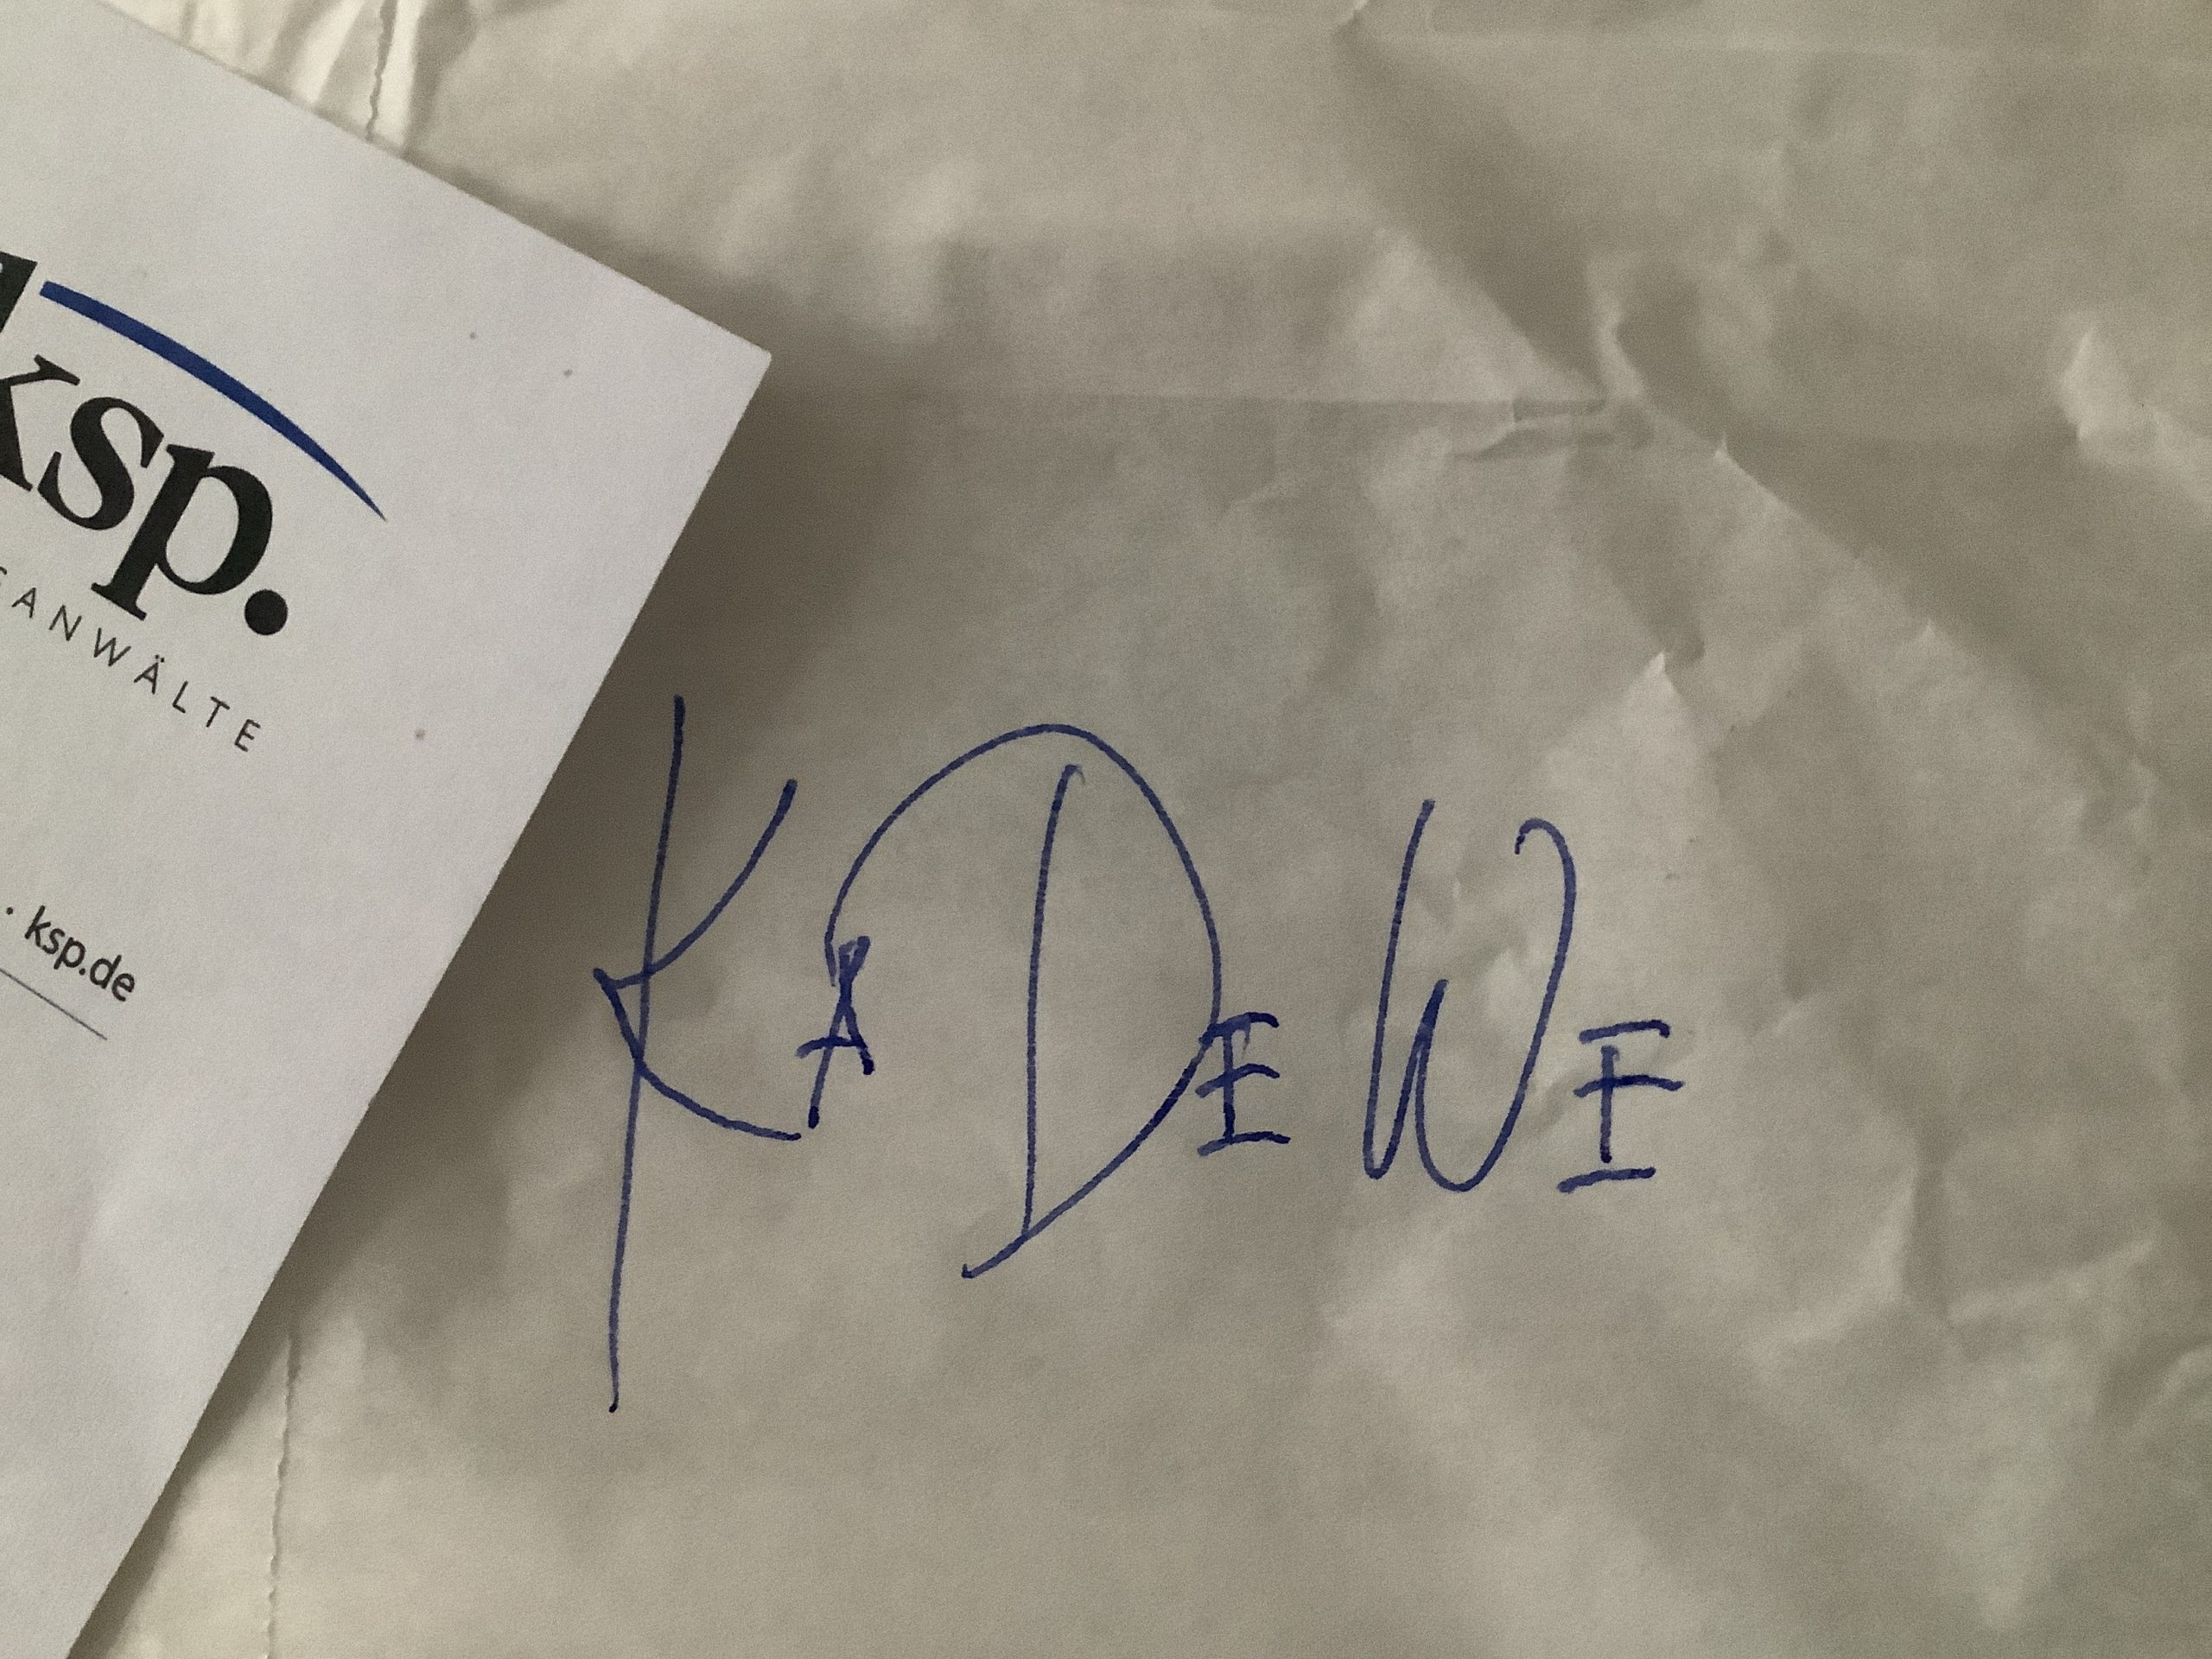 ksp.
ANWÄLTE
. ksp.de
KADEWE